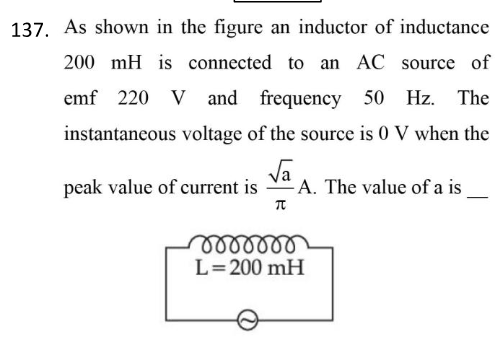 137. As shown in the figure an inductor of inductance
200 mH is connected to an AC source of
emf 220 V and frequency 50 Hz. The
instantaneous voltage of the source is 0 V when the
peak value of current is √a/π A. The value of a is __
L=200 mH